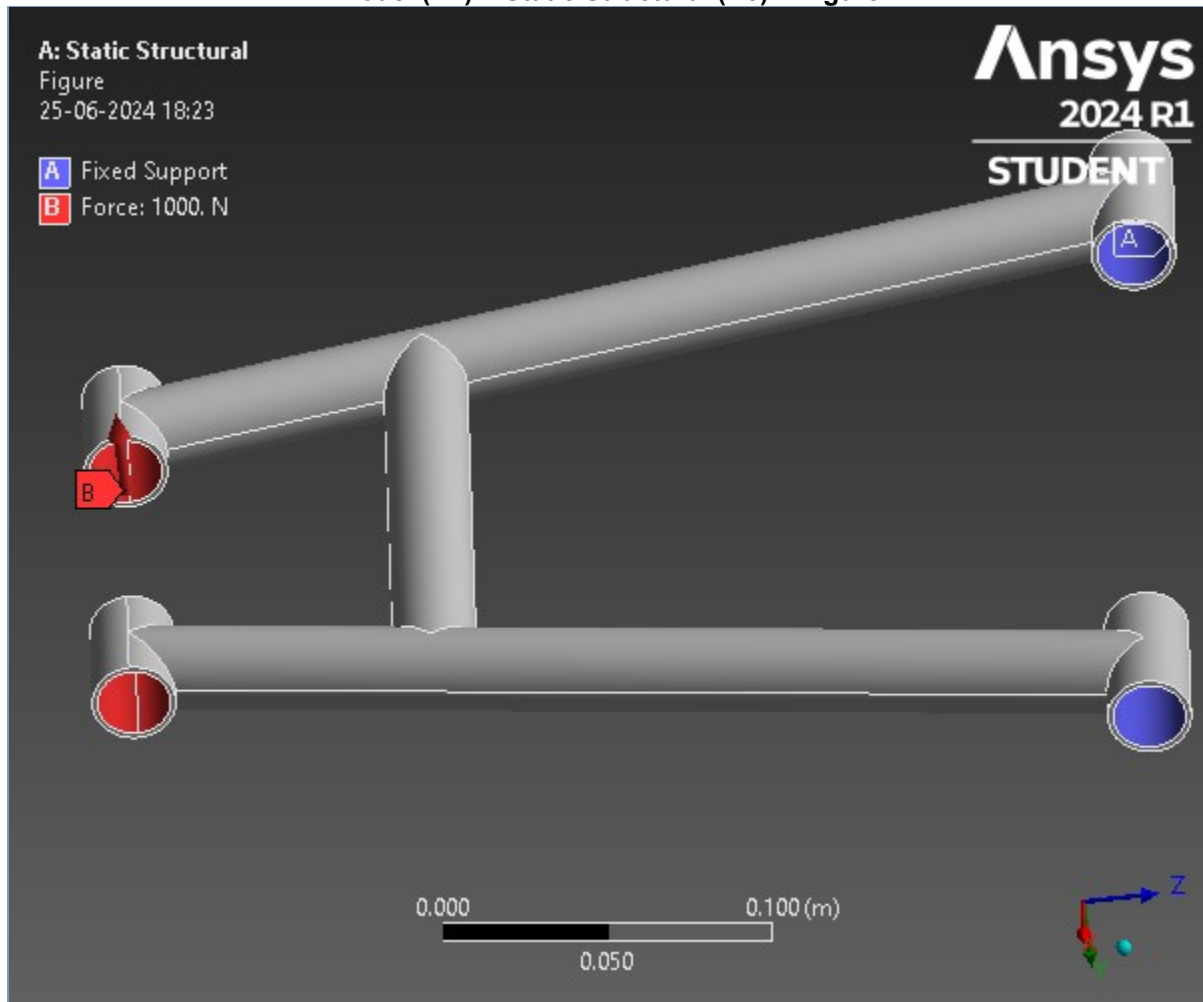 A: Static Structural
Figure
25-06-2024 18:23
A Fixed Support
B Force: 1000. N
Ansys
2024 R1
STUDENT
A
B
0.000
0.100 (m)
0.050
Z